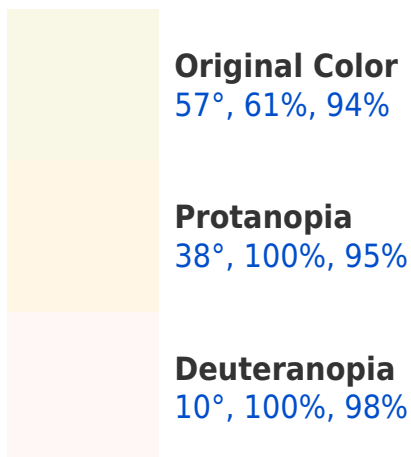 Original Color
57°, 61%, 94%
Protanopia
38°, 100%, 95%
Deuteranopia
10°, 100%, 98%